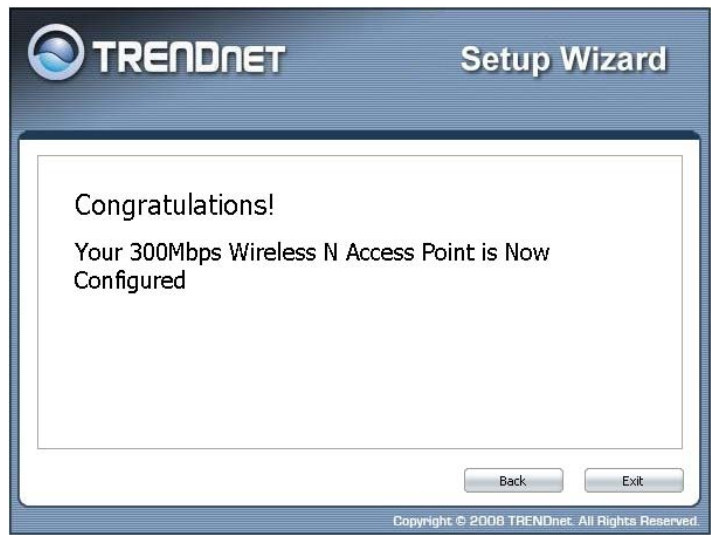 TRENDNET
Setup Wizard
Congratulations!
Your 300Mbps Wireless N Access Point is Now
Configured
Back
Exit
Copyright © 2008 TRENDnet. All Rights Reserved.